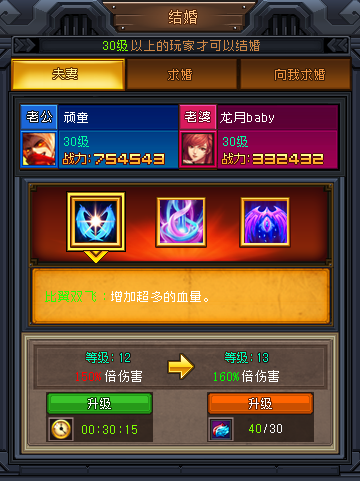 结婚
30级以上的玩家才可以结婚
夫妻 求婚 向我求婚
老公 顽童 老婆 龙月baby
30级 30级
战力:754543 战力:332432
增加超多的血量。
等级:12 等级:13
倍伤害 160%倍伤害
升级 升级
00:30:15 40/30